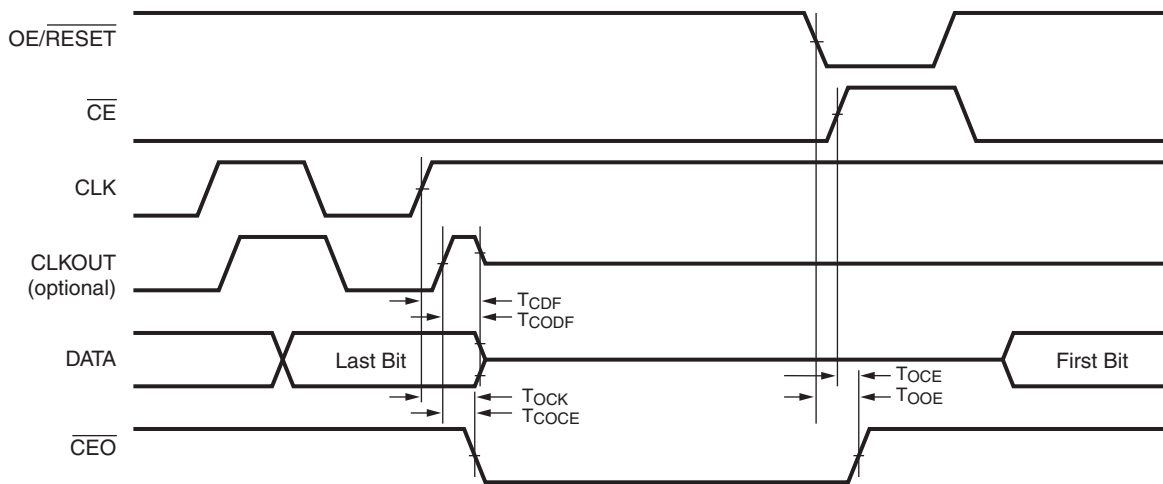 OE/RESET
CE
CLK
CLKOUT
(optional)
TCDF
TCODF
DATA
Last Bit
First Bit
TOCE
TOOE
TOCK
TCOCE
CEO